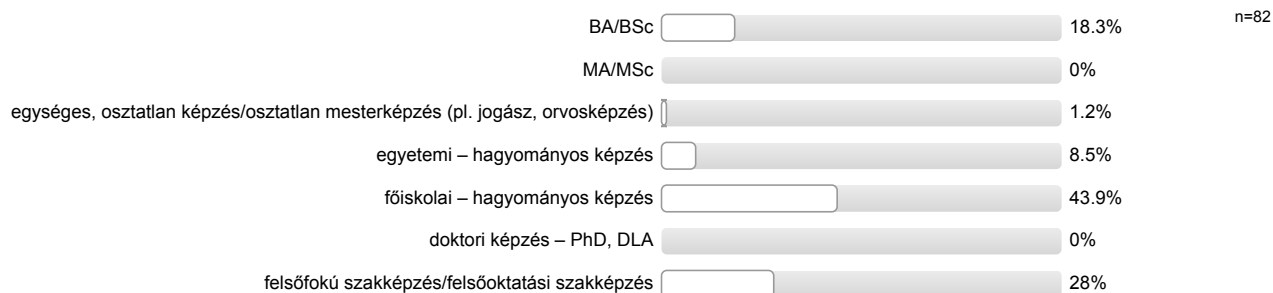 BA/BSc 18.3% n=82
MA/MSc 0%
egységes, osztatlan képzés/osztatlan mesterképzés (pl. jogász, orvosképzés) 1.2%
egyetemi – hagyományos képzés 8.5%
főiskolai – hagyományos képzés 43.9%
doktori képzés – PhD, DLA 0%
felsőfokú szakképzés/felsőoktatási szakképzés 28%